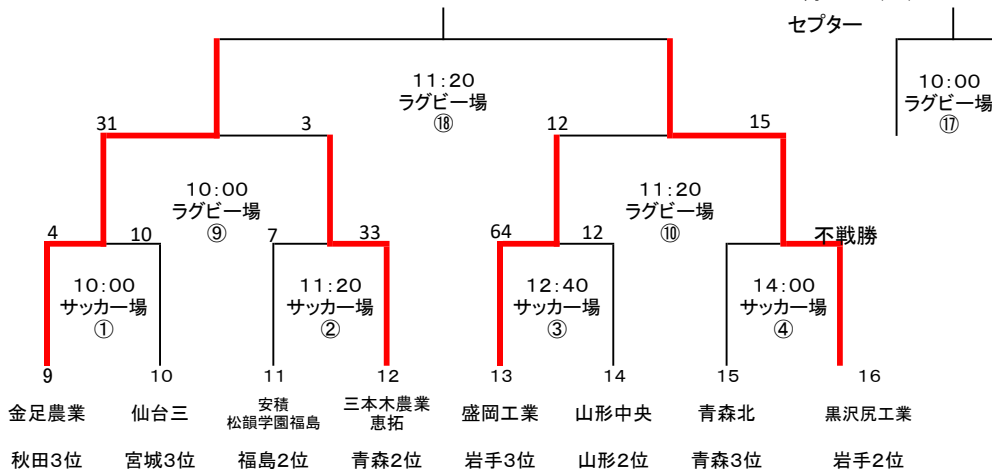 セプター
11：20
ラグビー場
⑱
10：00
ラグビー場
⑰
31
3
12
15
10：00
ラグビー場
⑨
11：20
ラグビー場
⑩
4
10
7
33
64
12
不戦勝
10：00
サッカー場
①
11：20
サッカー場
②
12：40
サッカー場
③
14：00
サッカー場
④
9
10
11
12
13
14
15
16
金足農業
仙台三
安積
松韻学園福島
三本木農業
恵拓
盛岡工業
山形中央
青森北
黒沢尻工業
秋田3位
宮城3位
福島2位
青森2位
岩手3位
山形2位
青森3位
岩手2位